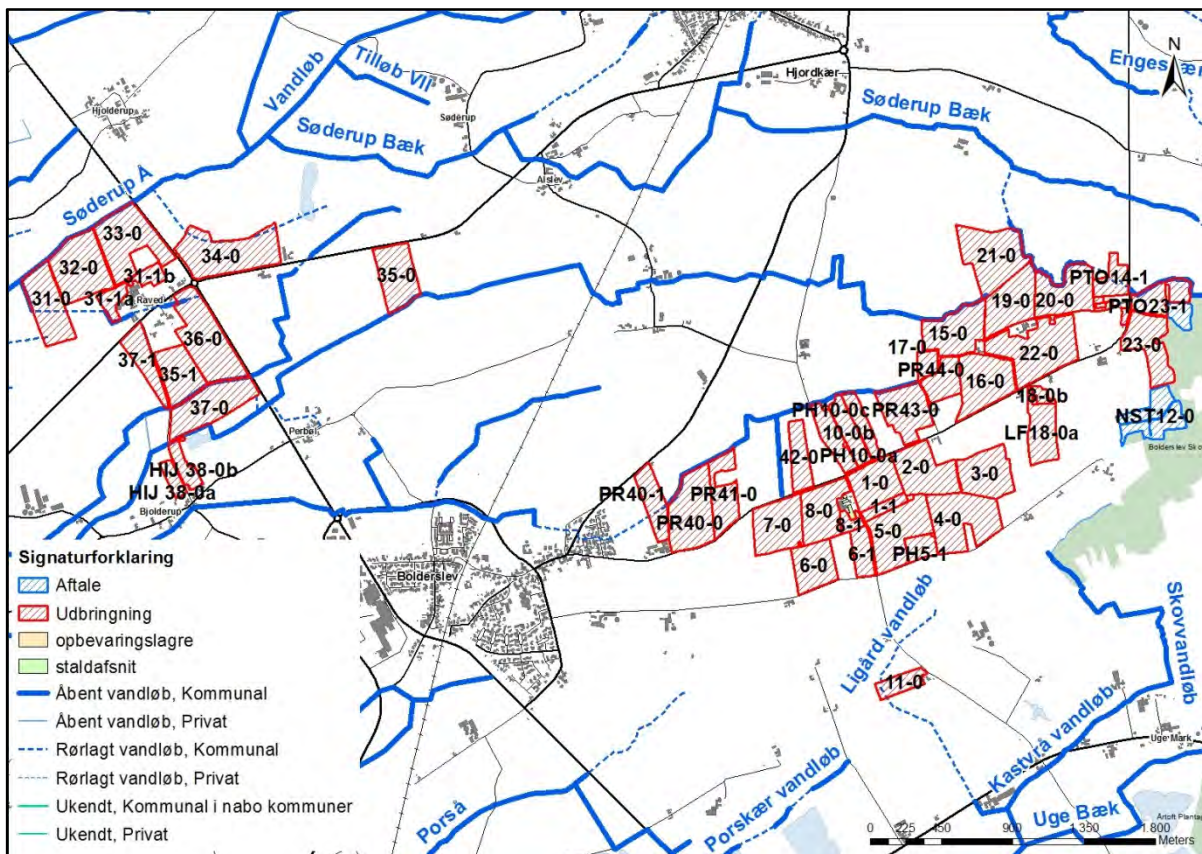 Hjordkær
Enges
N
Tilløb VII
Vandløb
Hjolderup
Søderup
Søderup Bæk
Søderup Bæk
Alslev
Søderup Å
33-0
34-0
32-0
31-1b
31-0
31-1a
Raved
35-0
36-0
37-1
35-1
37-0
Perbøl
HIJ 38-0b
HIJ 38-0a
Bjolderup
21-0
PTO14-1
19-0
20-0
PTO23-1
15-0
17-0
22-0
23-0
PR44-0
16-0
18-0b
PH10-0c
PR43-0
NST12-0
10-0b
LF18-0a
Bolderslev Sko
PH10-0a
42-0
2-0
3-0
PR40-1
PR41-0
1-0
1-1
8-0
PR40-0
7-0
8-1
5-0
4-0
6-1
PH5-1
6-0
Bolderslev
Ligård vandløb
Skovvandløb
11-0
Kastvrå vandløb
Uge Mark
Porså
Porskær vandløb
Uge Bæk
Artoft Plantag
Signaturforklaring
Aftale
Udbringning
opbevaringslagre
staldafsnit
Åbent vandløb, Kommunal
Åbent vandløb, Privat
Rørlagt vandløb, Kommunal
Rørlagt vandløb, Privat
Ukendt, Kommunal i nabo kommuner
Ukendt, Privat
0 225 450 900 1.350 1.800
Meters